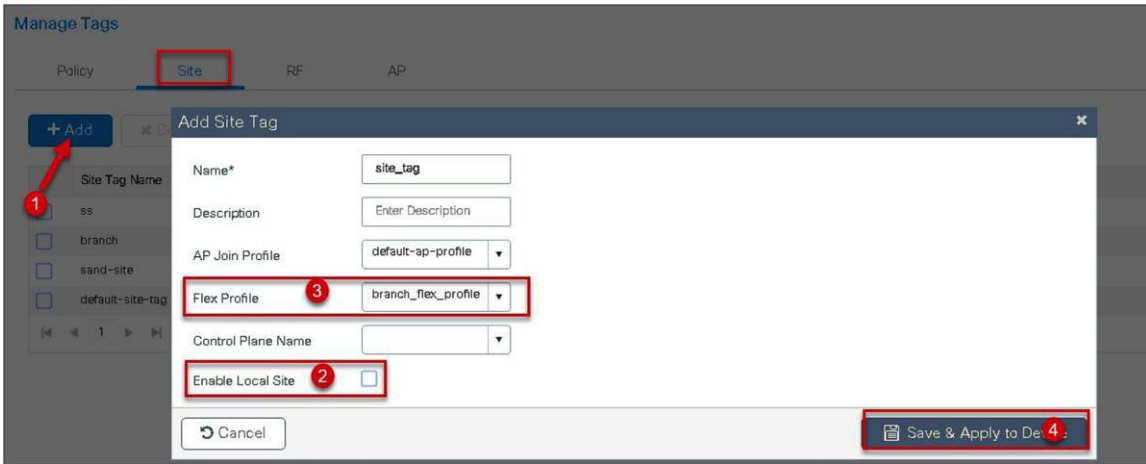 Manage Tags
Policy Site RF AP
+ Add
Add Site Tag
1
Site Tag Name
ss
branch
sand-site
default-site-tag
1
Name* site_tag
Description Enter Description
AP Join Profile default-ap-profile
Flex Profile 3 branch_flex_profile
Control Plane Name
Enable Local Site 2
Cancel
Save & Apply to 4